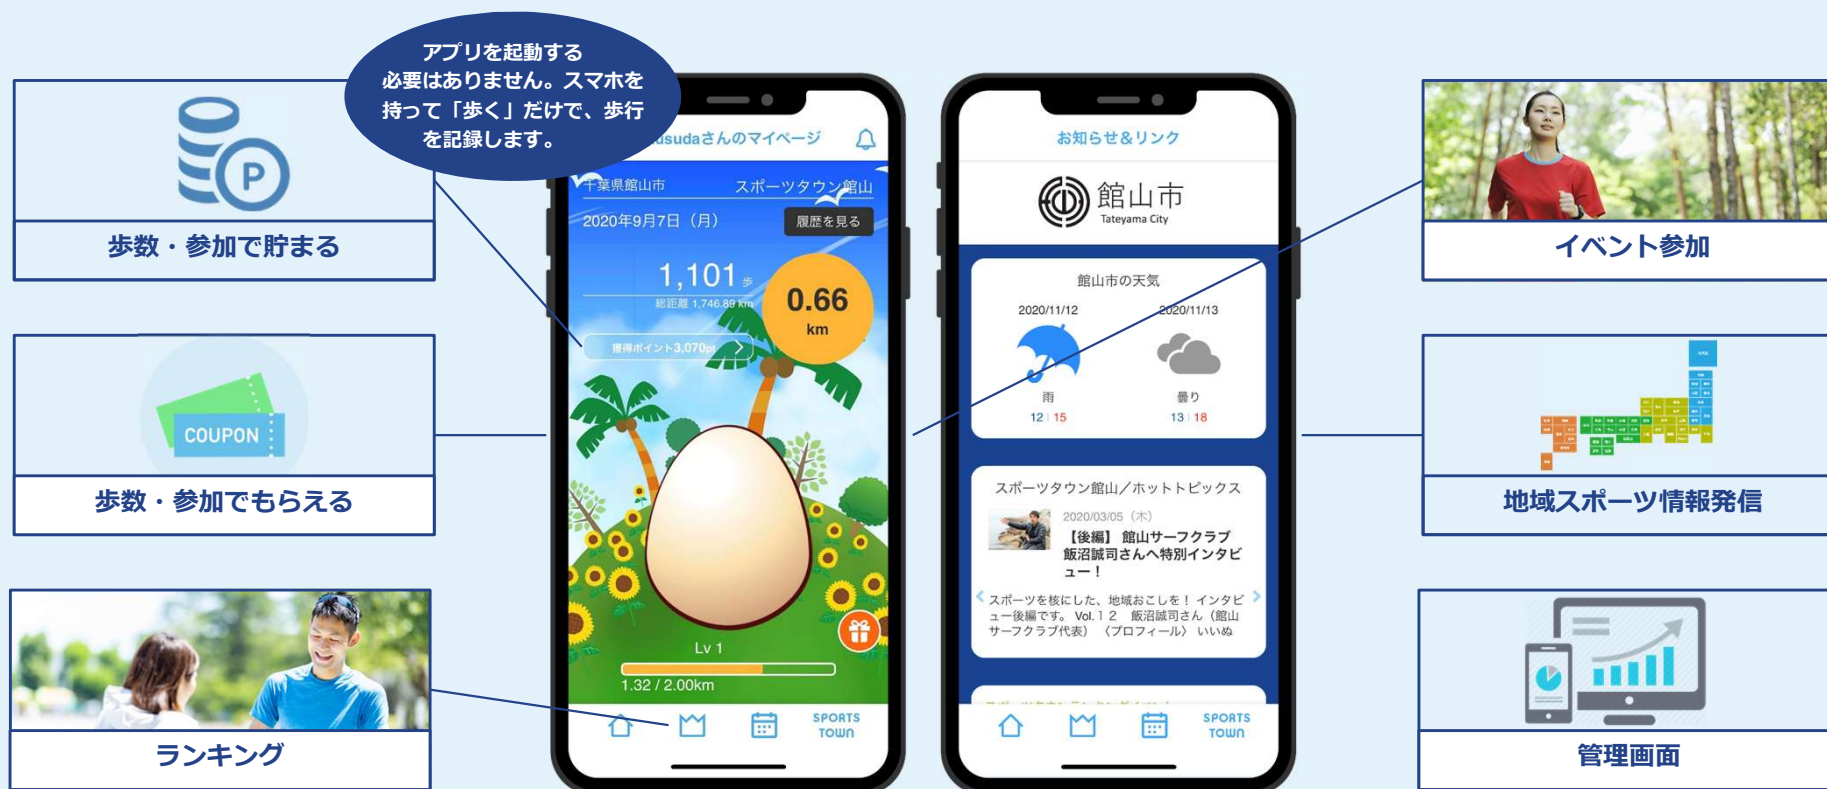 アプリを起動する
必要はありません。スマホを
持って「歩く」だけで、歩行
を記録します。
P
歩数・参加で貯まる
COUPON
歩数・参加でもらえる
ランキング
usudaさんのマイページ
千葉県館山市
スポーツタウン館山
2020年9月7日（月）
履歴を見る
1,101 歩
総距離 1,746.89 km
0.66
km
獲得ポイント3,070pt
Lv 1
1.32 / 2.00km
SPORTS
TOWN
お知らせ＆リンク
館山市
Tateyama City
館山市の天気
2020/11/12
2020/11/13
雨
曇り
12 | 15
13 | 18
スポーツタウン館山／ホットトピックス
2020/03/05（木）
【後編】 館山サーフクラブ
飯沼誠司さんへ特別インタビ
ュー！
スポーツを核にした、地域おこしを！ インタビ
ュー後編です。 Vol.１２　飯沼誠司さん（館山
サーフクラブ代表） 〈プロフィール〉 いいぬ
SPORTS
TOWN
イベント参加
地域スポーツ情報発信
管理画面